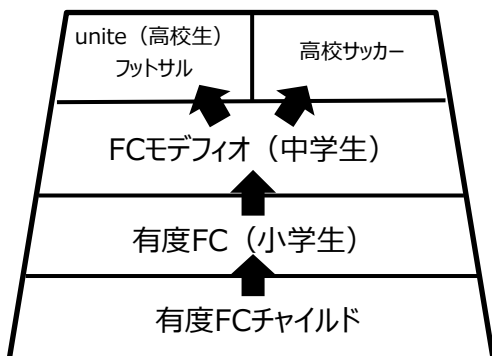 unite（高校生）
フットサル
高校サッカー
FCモデフィオ（中学生）
有度FC（小学生）
有度FCチャイルド